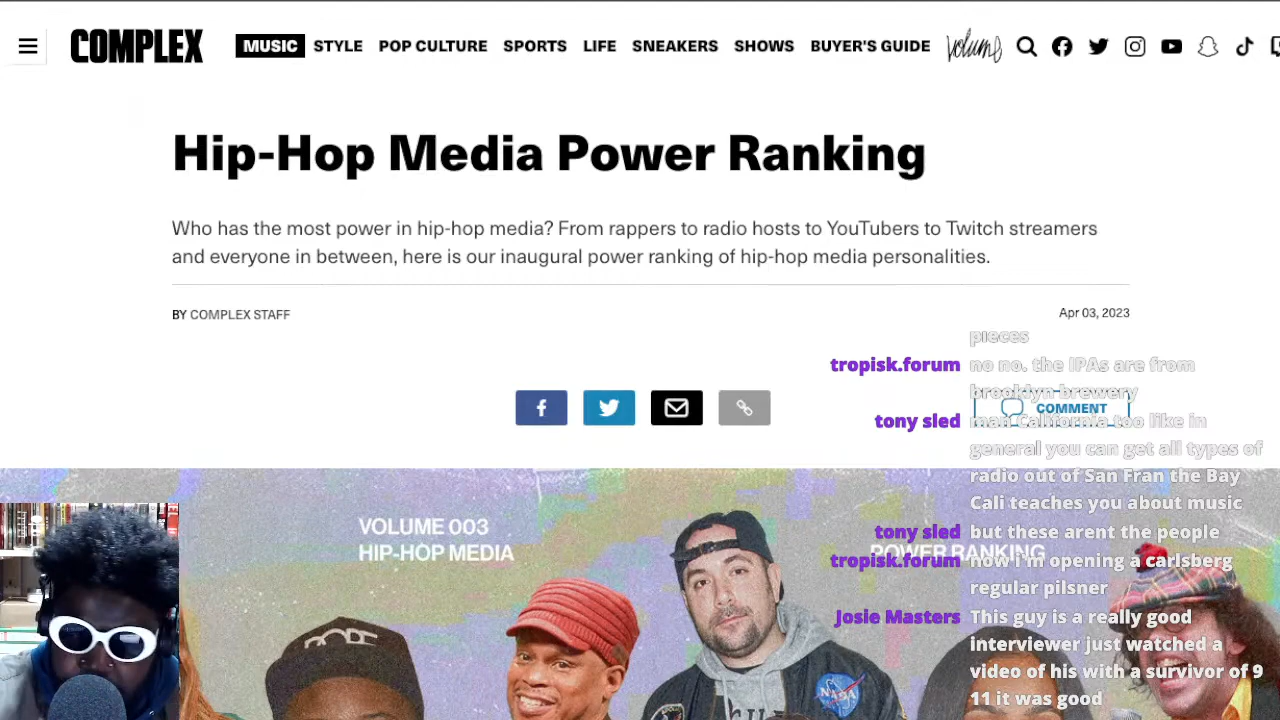 COMPLEX
MUSIC STYLE POP CULTURE SPORTS LIFE SNEAKERS SHOWS BUYER'S GUIDE Volume
Hip-Hop Media Power Ranking
Who has the most power in hip-hop media? From rappers to radio hosts to YouTubers to Twitch streamers
and everyone in between, here is our inaugural power ranking of hip-hop media personalities.
BY COMPLEX STAFF
Apr 03, 2023
COMMENT
VOLUME 003
HIP-HOP MEDIA
POWER RANKING
NASA
pieces
tropisk.forum no no. the IPAs are from
brooklyn brewery
tony sled man California too like in
general you can get all types of
radio out of San Fran the Bay
Cali teaches you about music
tony sled but these arent the people
tropisk.forum now i'm opening a carlsberg
regular pilsner
Josie Masters This guy is a really good
interviewer just watched a
video of his with a survivor of 9
11 it was good